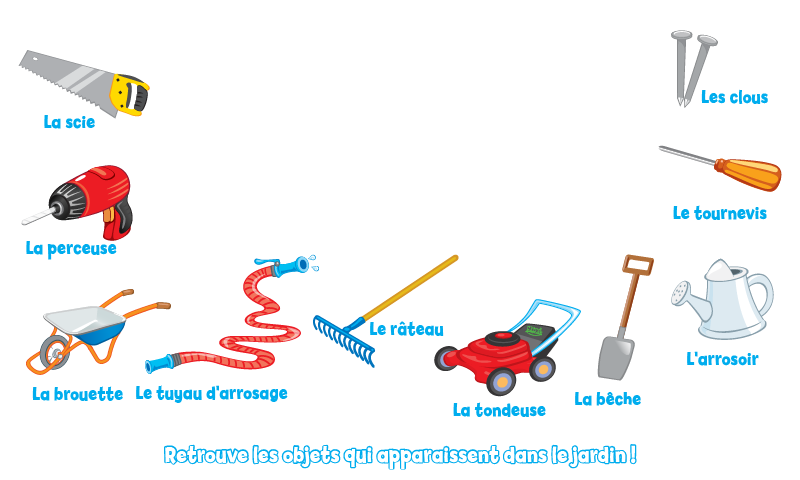 Les clous
La scie
Le tournevis
La perceuse
Le râteau
L'arrosoir
La brouette
Le tuyau d'arrosage
La bêche
La tondeuse
Retrouve les objets qui apparaissent dans le jardin !